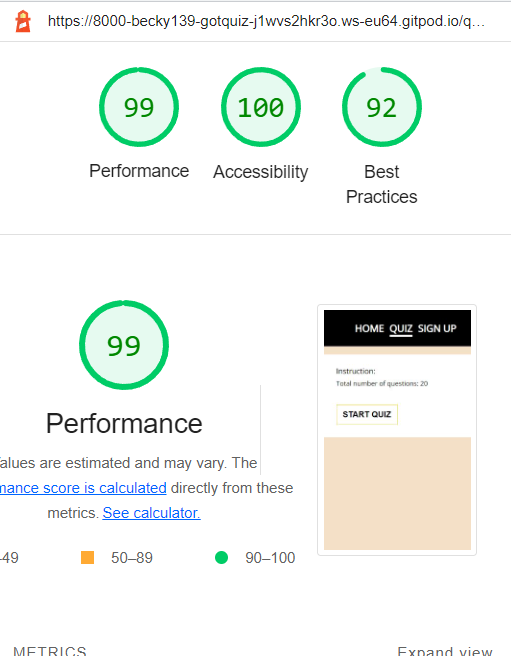 https://8000-becky139-gotquiz-j1wvs2hkr3o.ws-eu64.gitpod.io/q…
99
100
92
Performance
Accessibility
Best
Practices
99
Performance
alues are estimated and may vary. The
mance score is calculated directly from these
metrics. See calculator.
–49
50–89
90–100
HOME QUIZ SIGN UP
Instruction:
Total number of questions: 20
START QUIZ
METRICS
Expand view